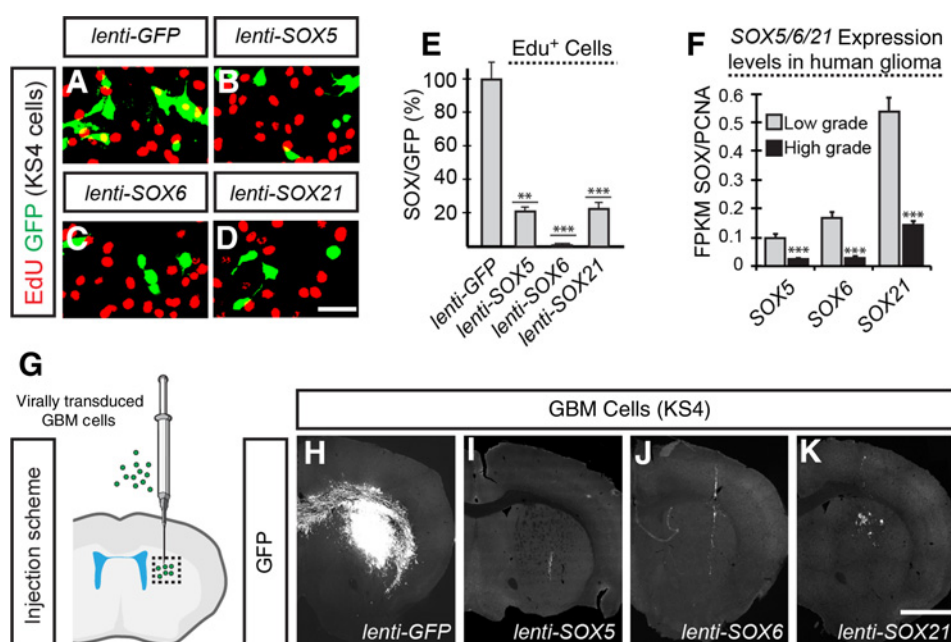 lenti-GFP
lenti-SOX5
A
B
lenti-SOX6
lenti-SOX21
C
D
EdU GFP (KS4 cells)
E
Edu+ Cells
SOX/GFP (%)
100
80
60
40
20
lenti-GFP
lenti-SOX5
lenti-SOX6
lenti-SOX21
**
***
***
F
SOX5/6/21 Expression
levels in human glioma
FPKM SOX/PCNA
0.6
0.5
0.4
0.3
0.2
0.1
0
Low grade
High grade
***
***
***
SOX5
SOX6
SOX21
G
Virally transduced
GBM cells
Injection scheme
GFP
GBM Cells (KS4)
H
I
J
K
lenti-GFP
lenti-SOX5
lenti-SOX6
lenti-SOX21